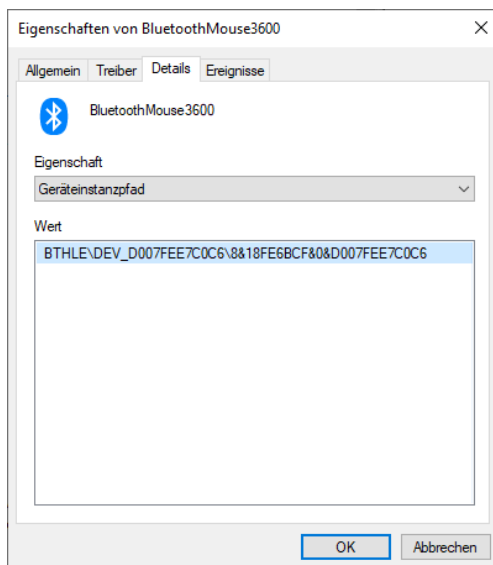 Eigenschaften von BluetoothMouse3600
Allgemein Treiber Details Ereignisse
BluetoothMouse3600
Eigenschaft
Geräteinstanzpfad
Wert
BTHLE\DEV_D007FEE7C0C6\8&18FE6BCF&0&D007FEE7C0C6
OK Abbrechen